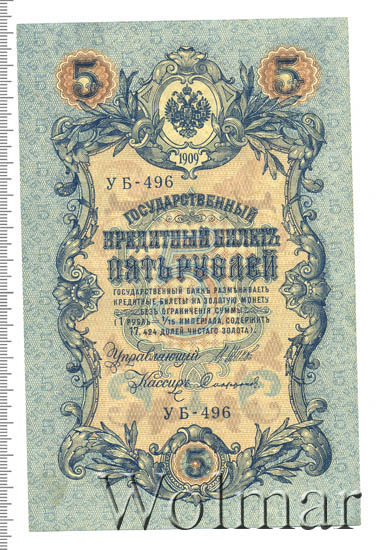 5 5
1909
УБ-496
ГОСУДАРСТВЕННЫЙ
КРЕДИТНЫЙ БИЛЕТЪ
ПЯТЬ РУБЛЕЙ
ГОСУДАРСТВЕННЫЙ БАНКЪ РАЗМѢНИВАЕТЪ
КРЕДИТНЫЕ БИЛЕТЫ НА ЗОЛОТУЮ МОНЕТУ
БЕЗЪ ОГРАНИЧЕНІЯ СУММЫ
(1 РУБЛЬ = 1/15 ИМПЕРІАЛА, СОДЕРЖИТЪ
17,424 ДОЛЕЙ ЧИСТАГО ЗОЛОТА)
Управляющій
Кассиръ
УБ-496
5
Wolmar